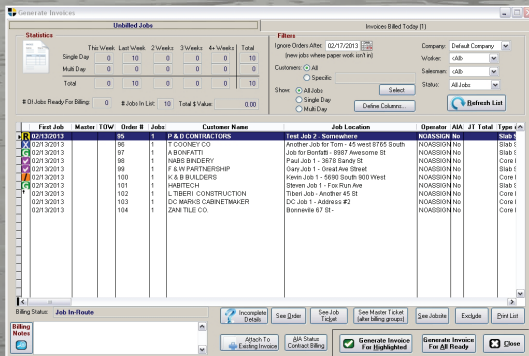 Generate Invoices
Unbilled Jobs
Invoices Billed Today [1]
Statistics
This Week Last Week 2 Weeks 3 Weeks 4+ Weeks Total
Single Day 0 10 0 0 0 10
Multi Day 0 0 0 0 0 0
Total 0 10 0 0 0 10
# Of Jobs Ready For Billing: 0 # Jobs In List: 10 Total $ Value: 0.00
Filters
Ignore Orders After: 02/17/2013
(new jobs where paper work isn't in)
Customers: All
Specific
Show: All Jobs
Single Day
Multi Day
Select
Define Columns...
Company: Default Company
Worker: <All>
Salesman: <All>
Status: All Jobs
Refresh List
First Job Master TOW Order # Jobs Customer Name Job Location Operator AIA JT Total Type
R 02/13/2013 95 1 P & D CONTRACTORS Test Job 2 - Somewhere NOASSIGN No Slab S
X 02/13/2013 96 1 T COONEY CO Another Job for Tom - 45 west 8765 South NOASSIGN No Slab S
G 02/13/2013 97 1 A BONFATTI Job for Bonfatti - 8987 Awesome St NOASSIGN No Slab S
02/13/2013 98 1 NABS BINDERY Paul Job 1 - 3678 Sandy St NOASSIGN No Core
02/13/2013 99 1 F & W PARTNERSHIP Gary Job 1 - Great Ave Street NOASSIGN No Slab S
02/13/2013 100 1 K & B BUILDERS Kevin Job 1 - 5690 South 900 West NOASSIGN No Core
G 02/13/2013 101 1 HABITECH Steven Job 1 - Fox Run Ave NOASSIGN No Slab S
02/13/2013 102 1 L TIBERI CONSTRUCTION Tiberi Job - Another 45 St NOASSIGN No Core
02/13/2013 103 1 DC MARKS CABINETMAKER DC Job 1 - Address #2 NOASSIGN No Core
02/13/2013 104 1 ZANI TILE CO. Bonnevile 67 St - NOASSIGN No Core
Billing Status: Job In-Route
Incomplete Details
See Order
See Job Ticket
See Master Ticket (after billing groups)
See Jobsite
Exclude
Print List
Billing Notes
Attach To Existing Invoice
AIA Status Contract Billing
Generate Invoice For Highlighted
Generate Invoice For All Ready
Close